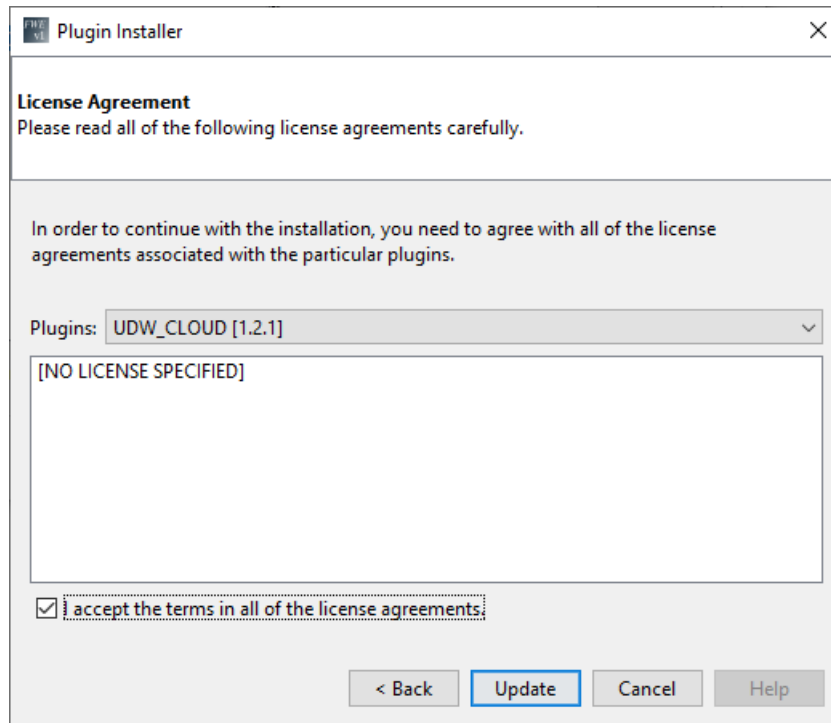 FWE
v1
Plugin Installer
License Agreement
Please read all of the following license agreements carefully.
In order to continue with the installation, you need to agree with all of the license
agreements associated with the particular plugins.
Plugins: UDW_CLOUD [1.2.1]
[NO LICENSE SPECIFIED]
I accept the terms in all of the license agreements.
< Back Update Cancel Help